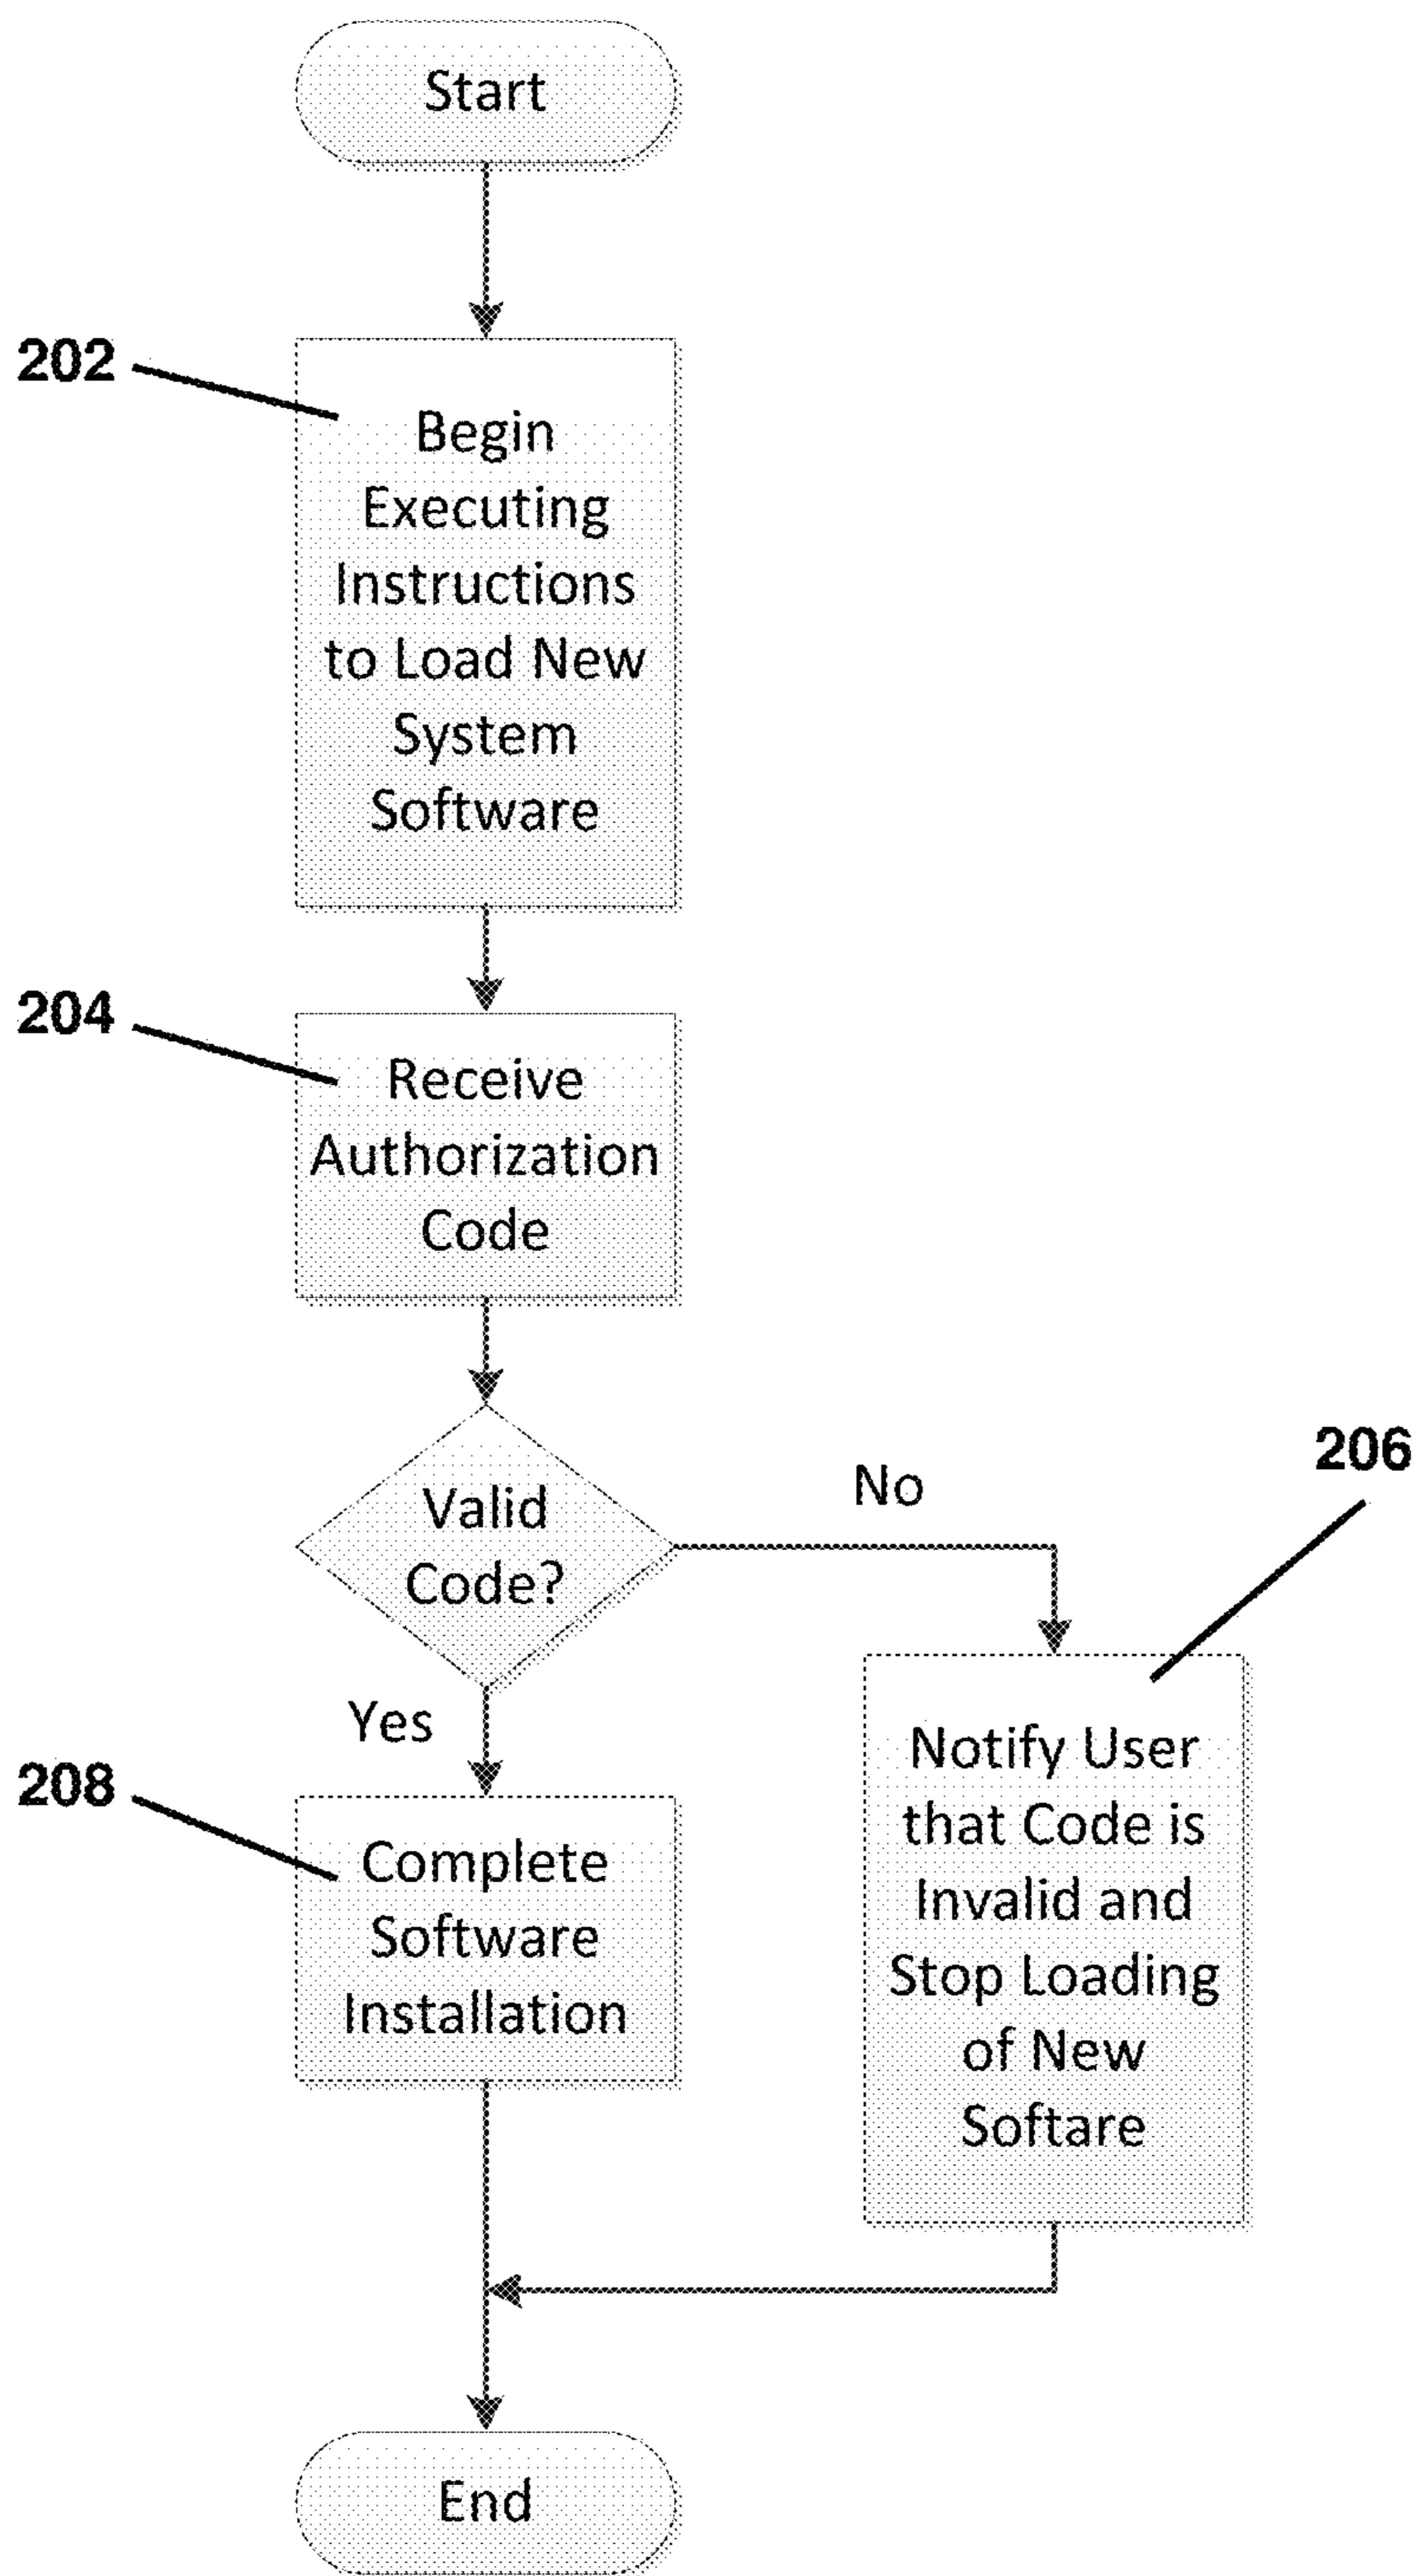 Start
202
Begin
Executing
Instructions
to Load New
System
Software
204
Receive
Authorization
Code
Valid
Code?
No
206
Yes
208
Complete
Software
Installation
Notify User
that Code is
Invalid and
Stop Loading
of New
Softare
End